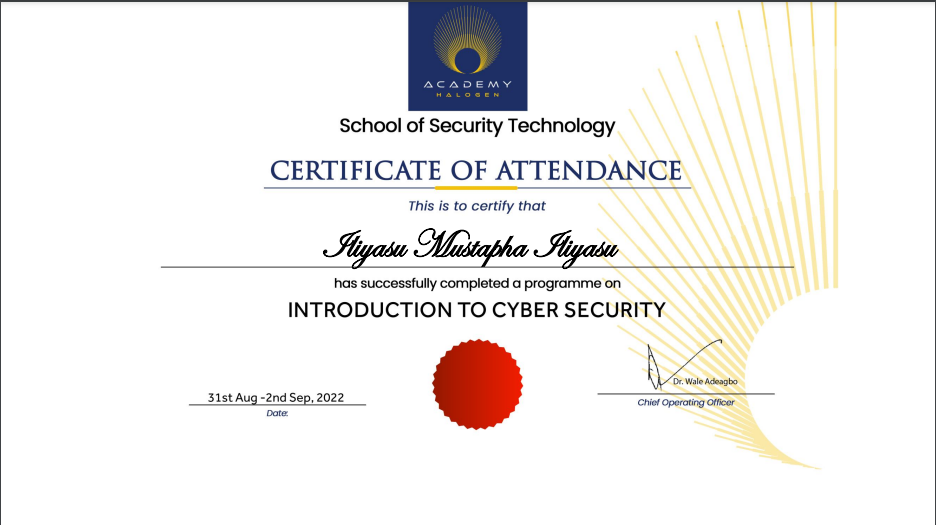 ACADEMY
HALOGEN
School of Security Technology
CERTIFICATE OF ATTENDANCE
This is to certify that
Iliyasu Mustapha Iliyasu
has successfully completed a programme on
INTRODUCTION TO CYBER SECURITY
31st Aug -2nd Sep, 2022
Date:
Dr. Wale Adeagbo
Chief Operating Officer